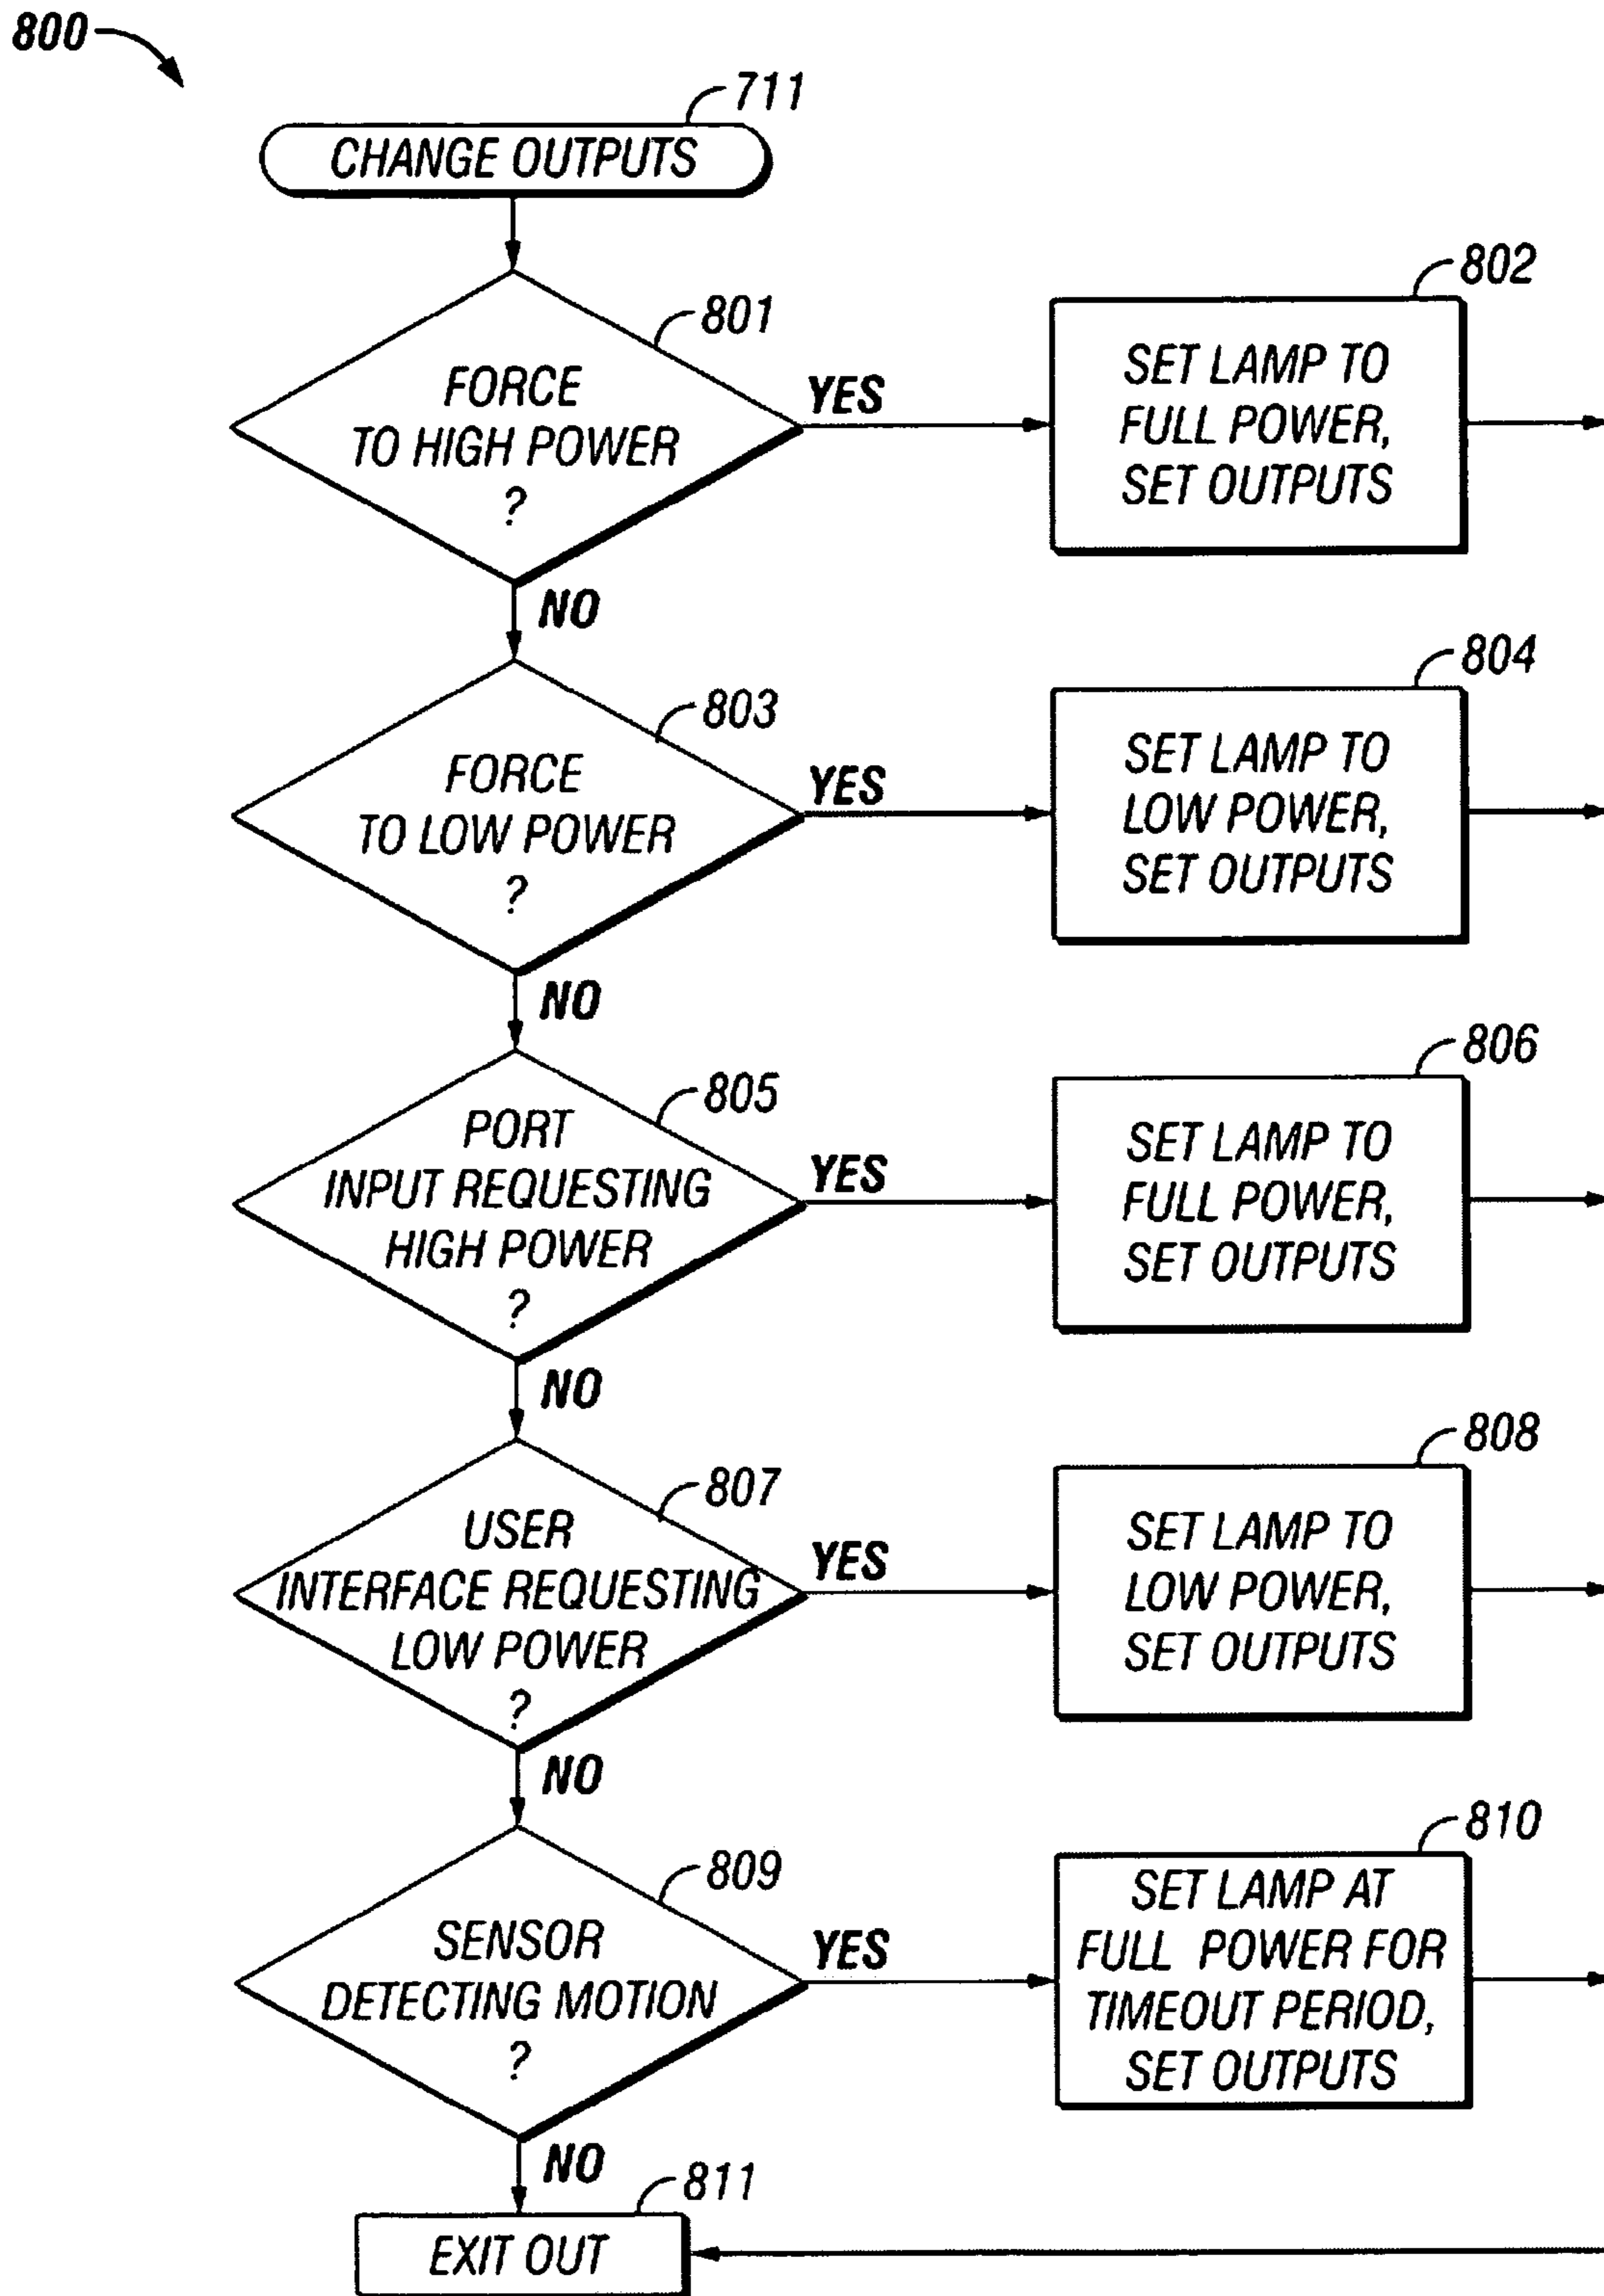 800
711
CHANGE OUTPUTS
801
FORCE
TO HIGH POWER
?
YES
NO
802
SET LAMP TO
FULL POWER,
SET OUTPUTS
803
FORCE
TO LOW POWER
?
YES
NO
804
SET LAMP TO
LOW POWER,
SET OUTPUTS
805
PORT
INPUT REQUESTING
HIGH POWER
?
YES
NO
806
SET LAMP TO
FULL POWER,
SET OUTPUTS
807
USER
INTERFACE REQUESTING
LOW POWER
?
YES
NO
808
SET LAMP TO
LOW POWER,
SET OUTPUTS
809
SENSOR
DETECTING MOTION
?
YES
NO
810
SET LAMP AT
FULL POWER FOR
TIMEOUT PERIOD,
SET OUTPUTS
811
EXIT OUT